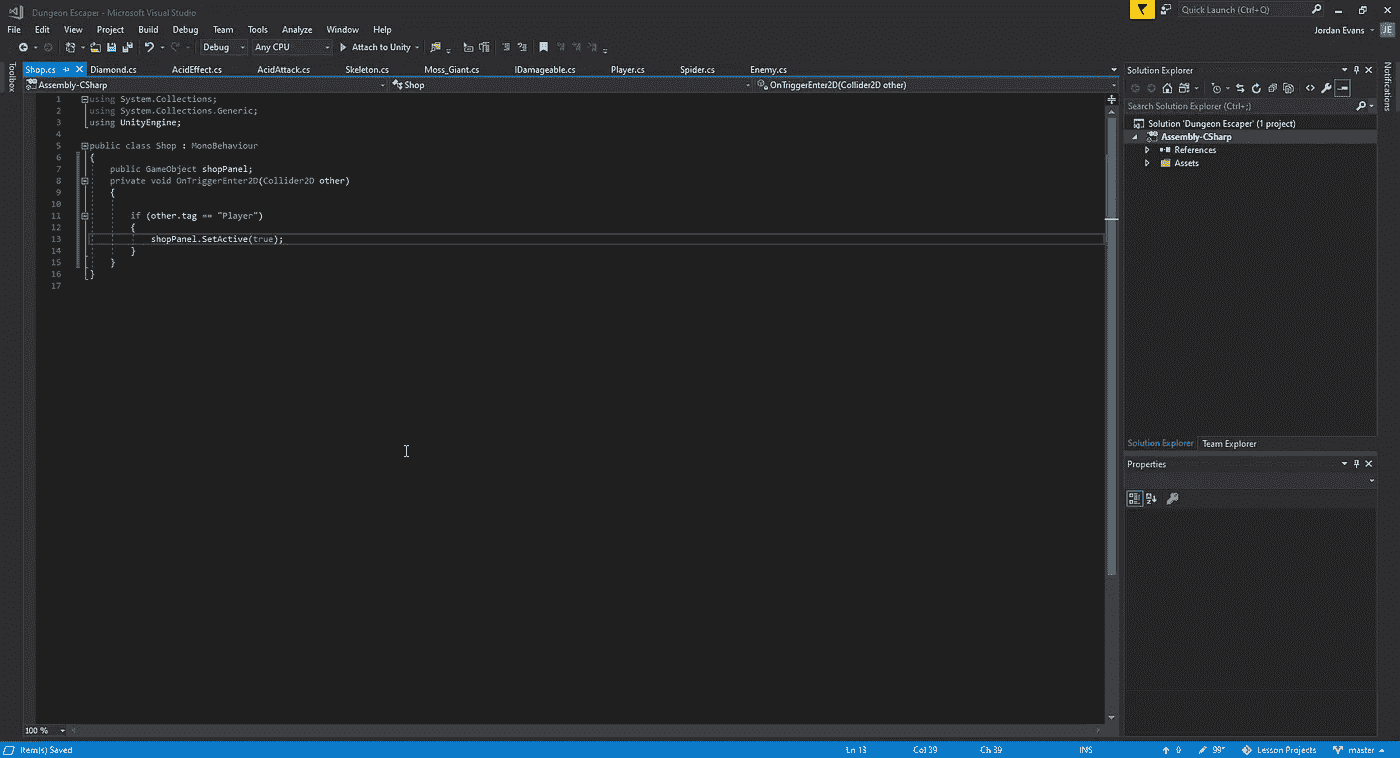 Dungeon Escaper - Microsoft Visual Studio
Quick Launch (Ctrl+Q)
File Edit View Project Build Debug Team Tools Analyze Window Help
Jordan Evans JE
Debug Any CPU Attach to Unity
Toolbox
Shop.cs Diamond.cs AcidEffect.cs AcidAttack.cs Skeleton.cs Moss_Giant.cs IDamageable.cs Player.cs Spider.cs Enemy.cs
Assembly-CSharp Shop OnTriggerEnter2D(Collider2D other)
1 using System.Collections;
2 using System.Collections.Generic;
3 using UnityEngine;
4
5 public class Shop : MonoBehaviour
6 {
7 public GameObject shopPanel;
8 private void OnTriggerEnter2D(Collider2D other)
9 {
10
11 if (other.tag == "Player")
12 {
13 shopPanel.SetActive(true);
14 }
15 }
16 }
17
100 %
Solution Explorer
Search Solution Explorer (Ctrl+;)
Solution 'Dungeon Escaper' (1 project)
Assembly-CSharp
References
Assets
Solution Explorer Team Explorer
Properties
Notifications
Item(s) Saved Ln 13 Col 39 Ch 39 INS 0 99* Lesson Projects master